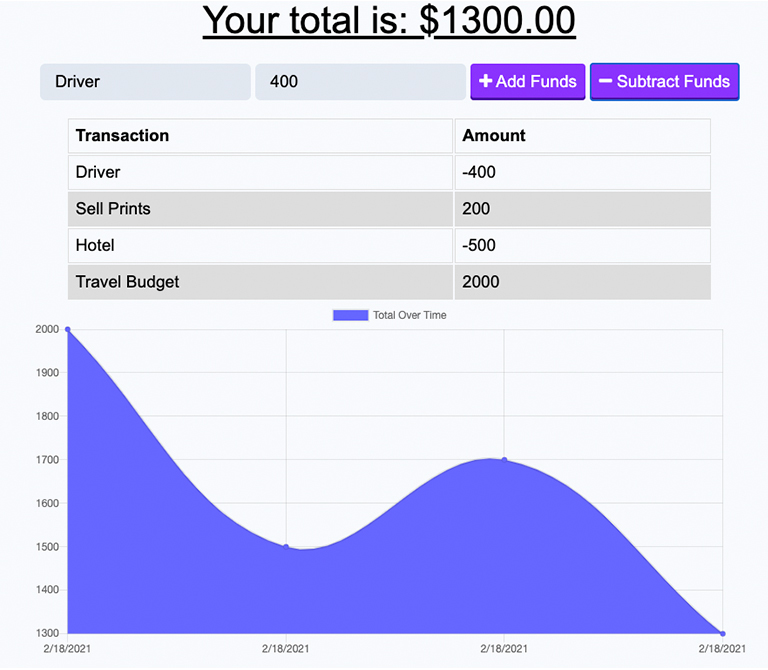 Your total is: $1300.00
Driver 400 Add Funds Subtract Funds
Transaction Amount
Driver -400
Sell Prints 200
Hotel -500
Travel Budget 2000
Total Over Time
2000
1900
1800
1700
1600
1500
1400
1300
2/18/2021 2/18/2021 2/18/2021 2/18/2021